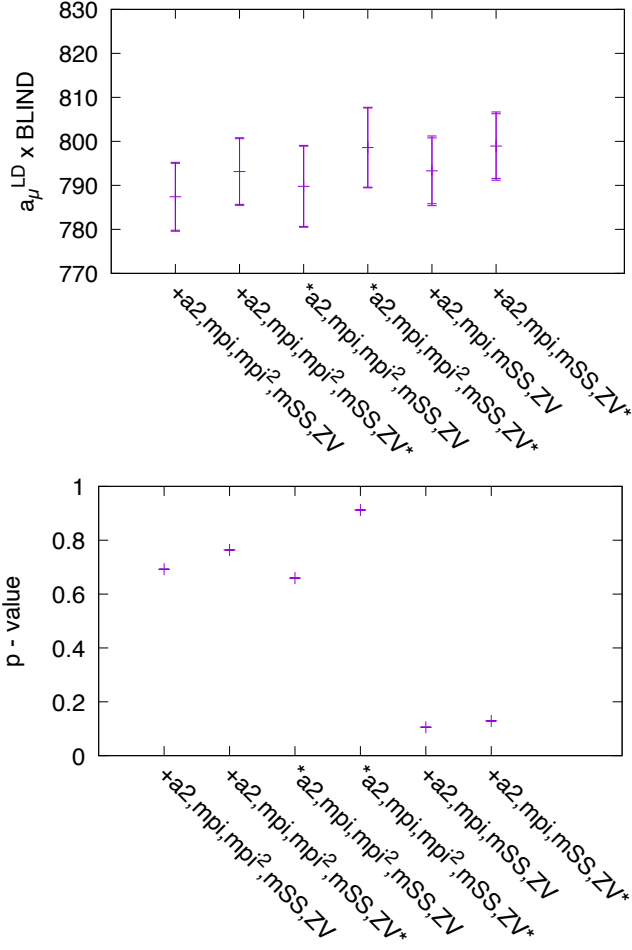 830
820
810
800
790
780
770
aμ^LD x BLIND
+a2,mpi,mpi²,mSS,ZV
+a2,mpi,mpi²,mSS,ZV*
*a2,mpi,mpi²,mSS,ZV
*a2,mpi,mpi²,mSS,ZV*
+a2,mpi,mSS,ZV
+a2,mpi,mSS,ZV*
1
0.8
0.6
0.4
0.2
0
p - value
+a2,mpi,mpi²,mSS,ZV
+a2,mpi,mpi²,mSS,ZV*
*a2,mpi,mpi²,mSS,ZV
*a2,mpi,mpi²,mSS,ZV*
+a2,mpi,mSS,ZV
+a2,mpi,mSS,ZV*